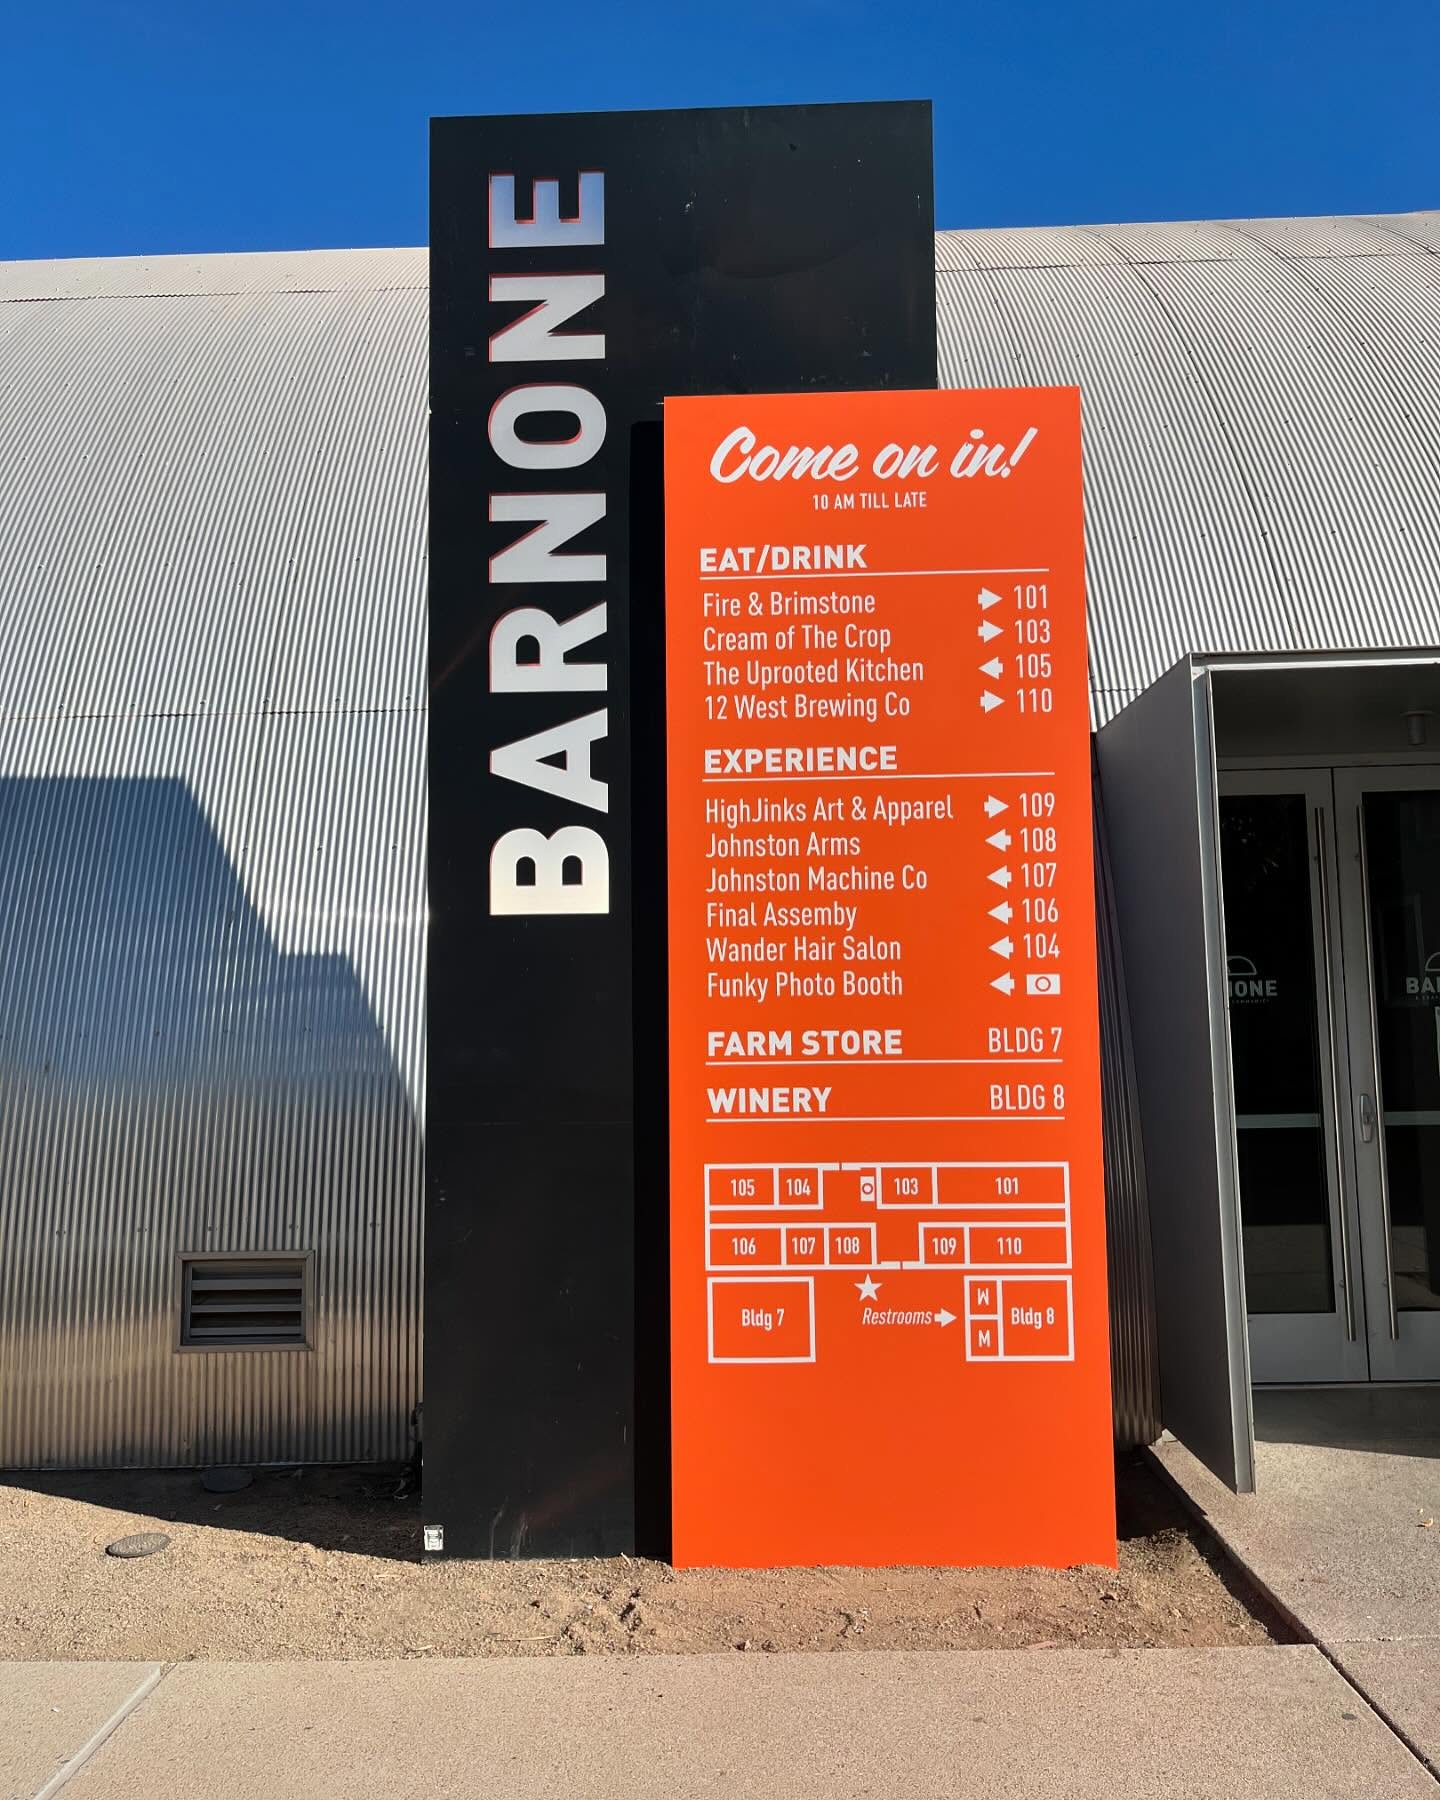 BARNONE
Come on in!
10 AM TILL LATE
EAT/DRINK
Fire & Brimstone 101
Cream of The Crop 103
The Uprooted Kitchen 105
12 West Brewing Co 110
EXPERIENCE
HighJinks Art & Apparel 109
Johnston Arms 108
Johnston Machine Co 107
Final Assemby 106
Wander Hair Salon 104
Funky Photo Booth
FARM STORE BLDG 7
WINERY BLDG 8
105 104 103 101
106 107 108 109 110
Bldg 7
Restrooms
W
M
Bldg 8